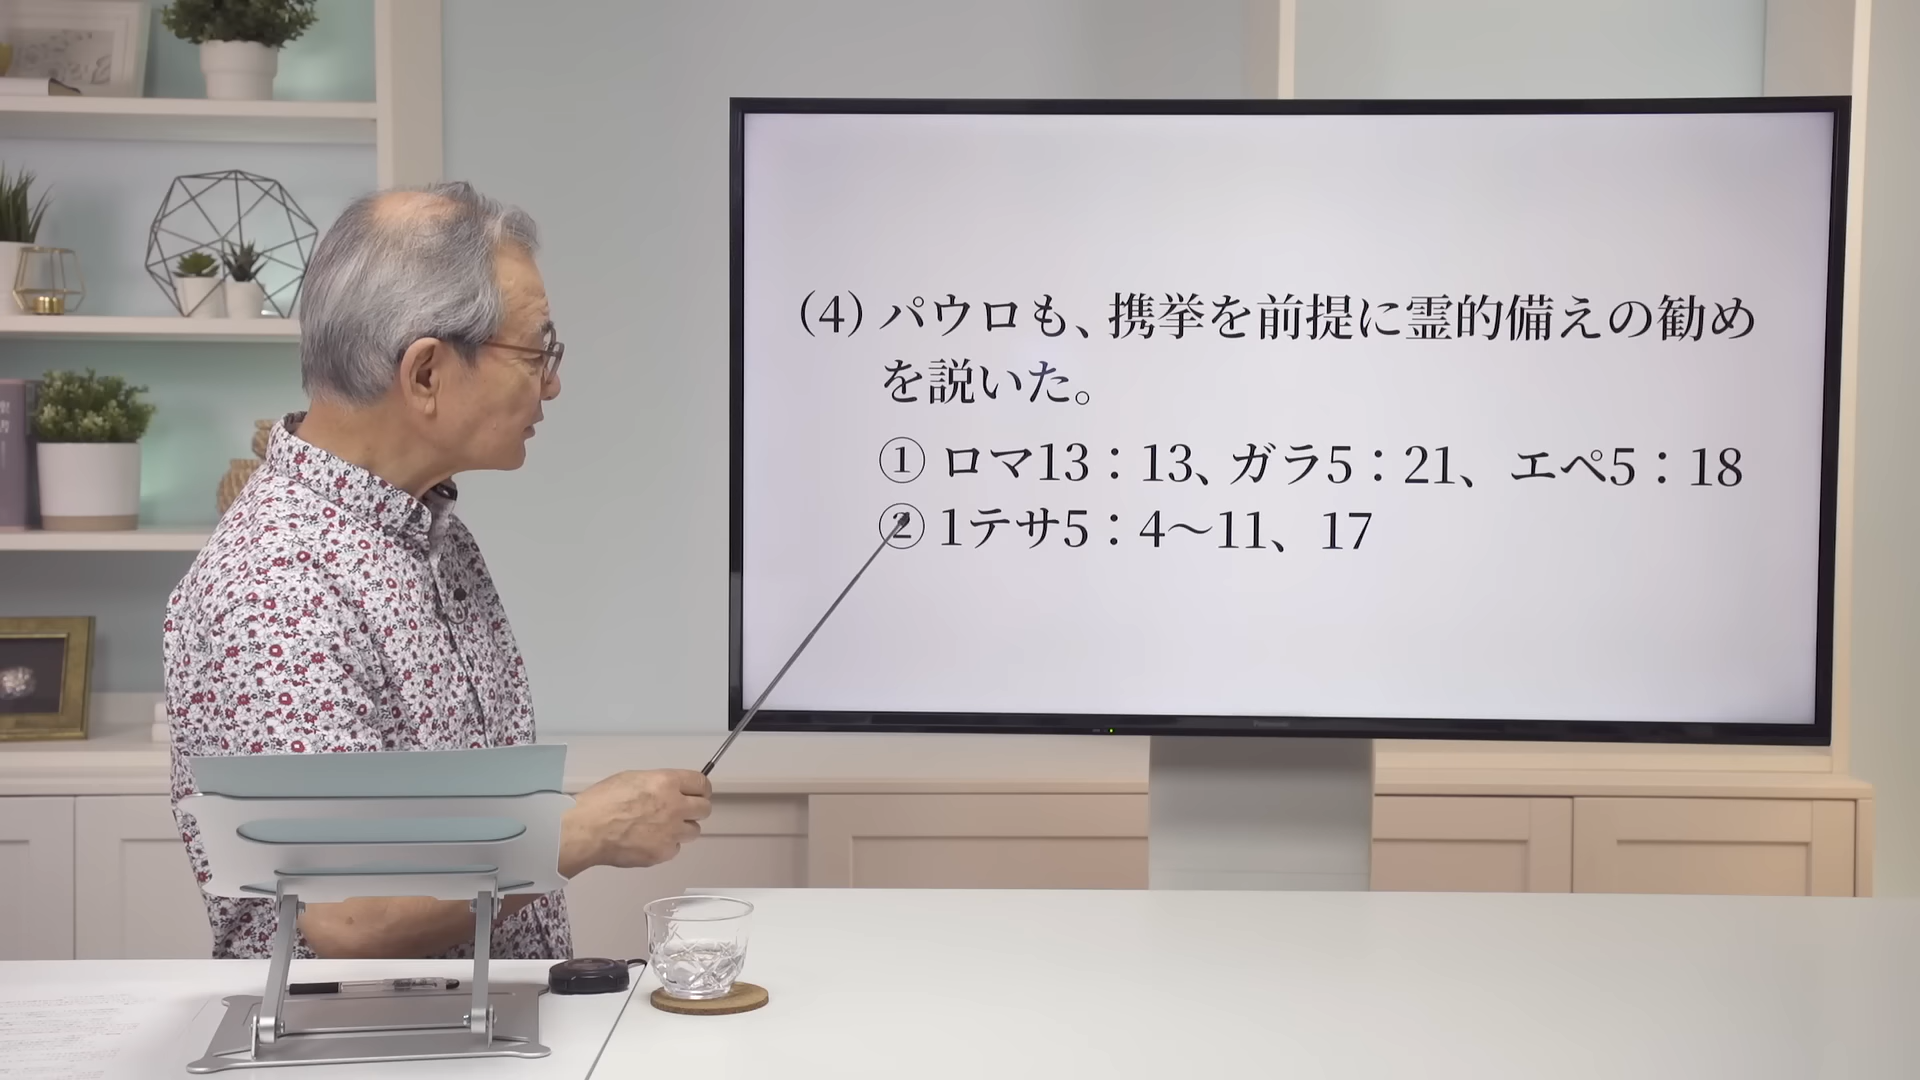 (4) パウロも、携挙を前提に霊的備えの勧め
を説いた。
① ロマ13：13、ガラ5：21、エペ5：18
② 1テサ5：4〜11、17